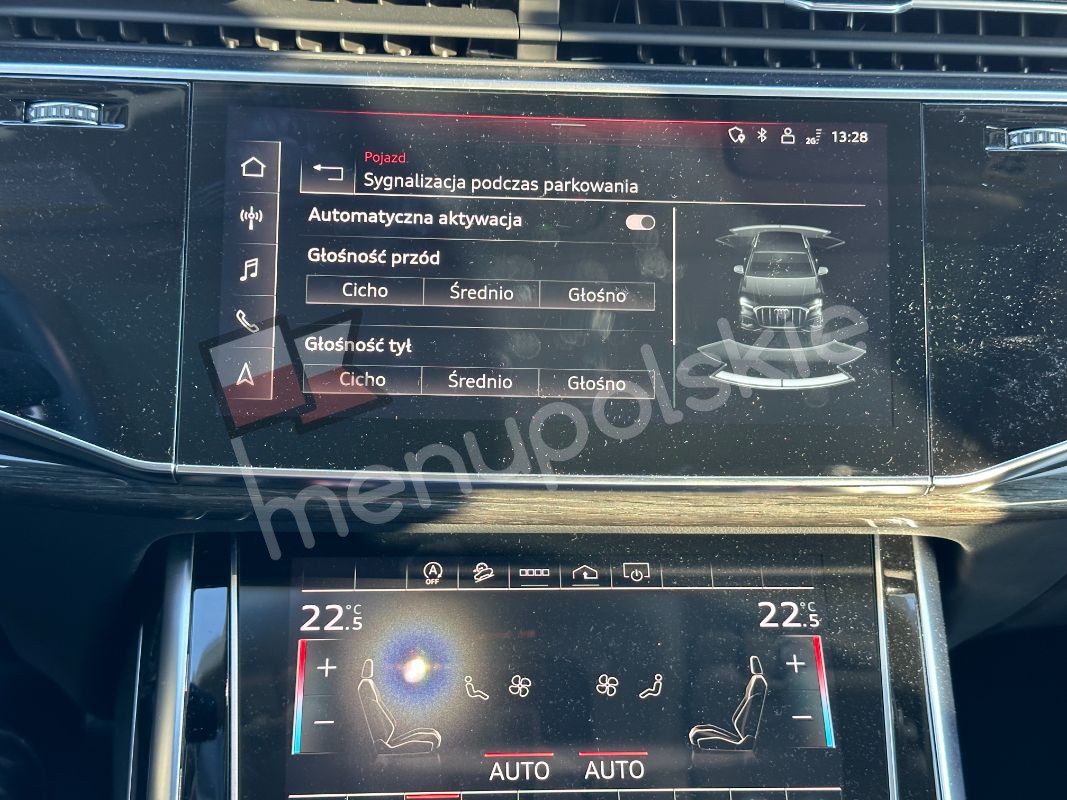 2G 13:28
Pojazd
Sygnalizacja podczas parkowania
Automatyczna aktywacja
Głośność przód
Cicho Średnio Głośno
Głośność tył
Cicho Średnio Głośno
menupolskie
A OFF
22.5 °C 22.5 °C
+ +
− −
AUTO AUTO